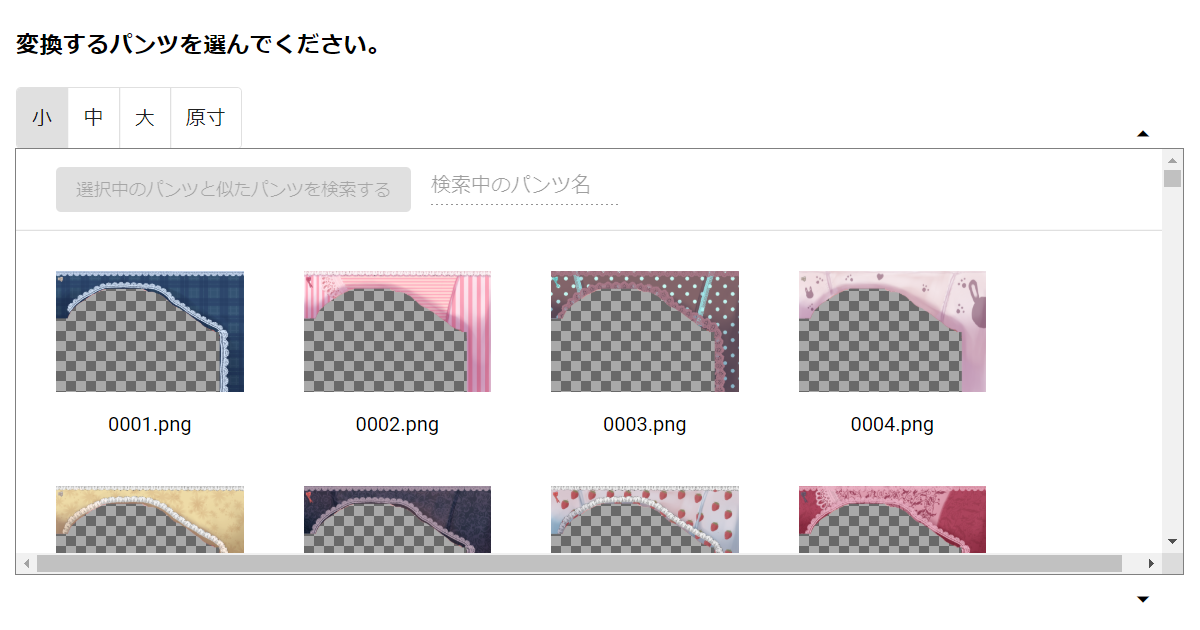 変換するパンツを選んでください。
小 中 大 原寸
選択中のパンツと似たパンツを検索する 検索中のパンツ名
0001.png 0002.png 0003.png 0004.png